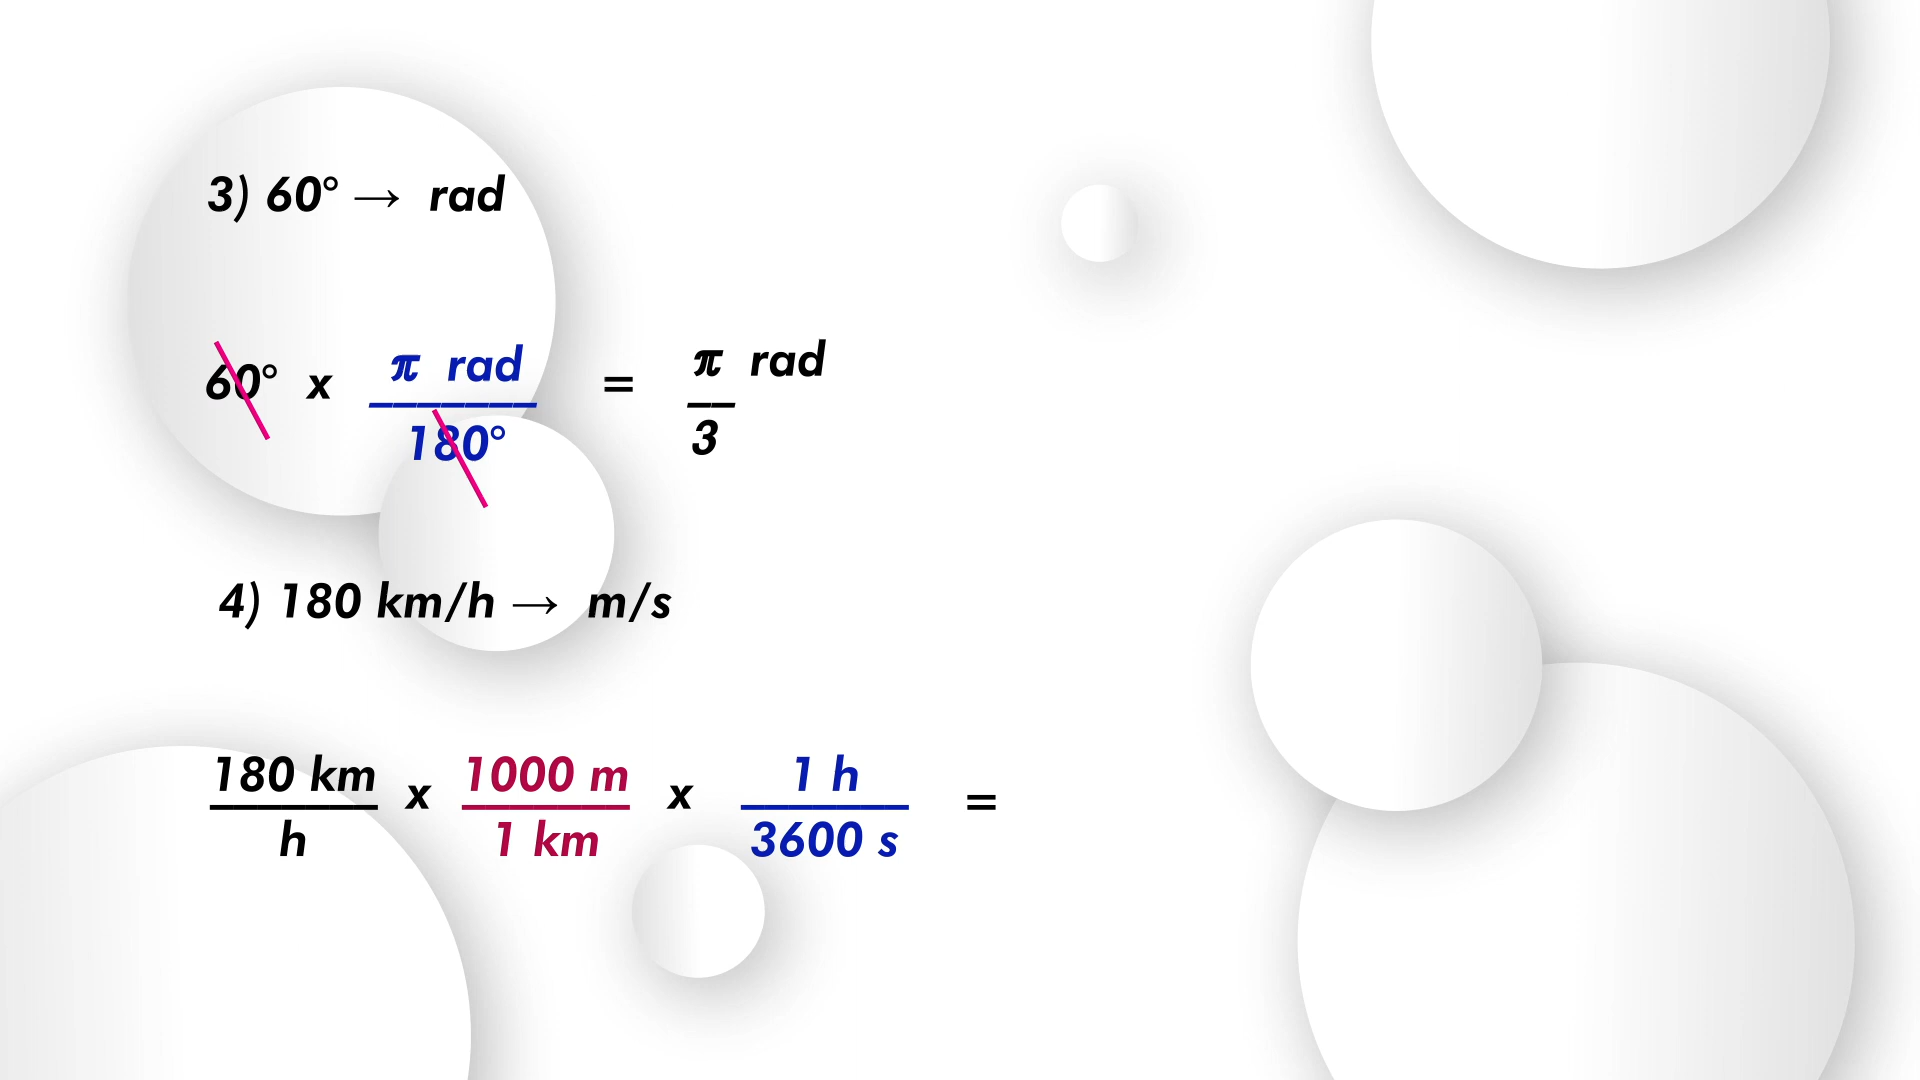 3) 60° → rad
60° x π rad / 180° = π rad / 3
4) 180 km/h → m/s
180 km / h x 1000 m / 1 km x 1 h / 3600 s =